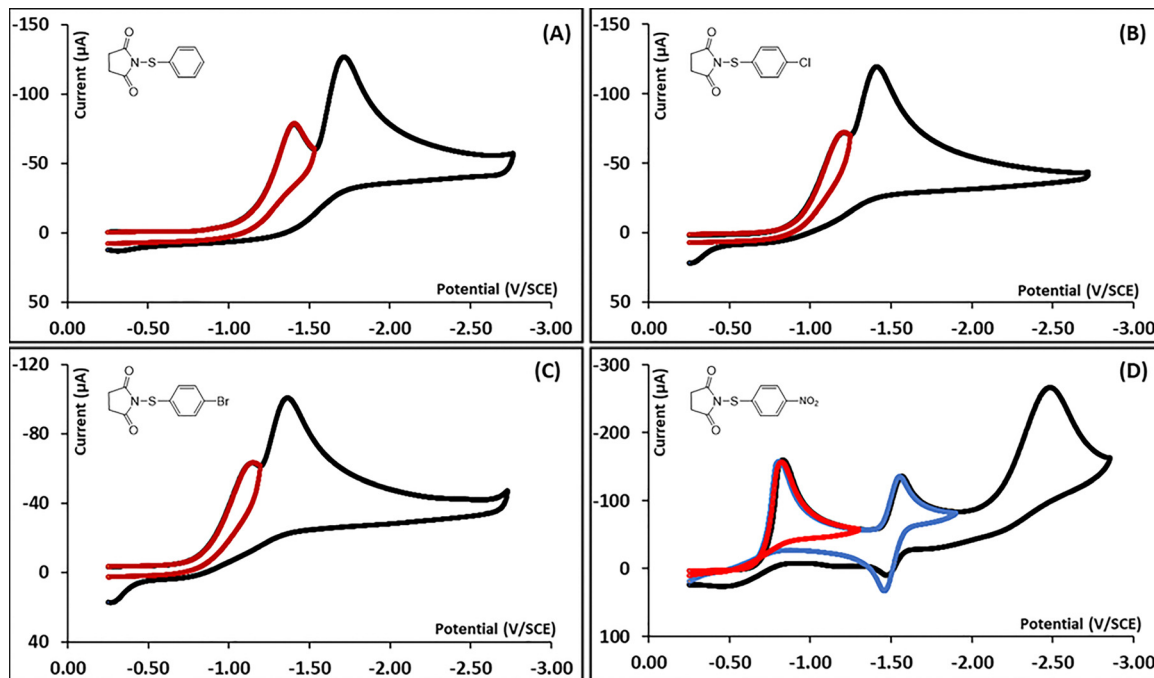 (A)
-150
-100
-50
0
50
Current (µA)
O
N-S
O
Potential (V/SCE)
0.00 -0.50 -1.00 -1.50 -2.00 -2.50 -3.00
(B)
-150
-100
-50
0
50
Current (µA)
O
N-S Cl
O
Potential (V/SCE)
0.00 -0.50 -1.00 -1.50 -2.00 -2.50 -3.00
(C)
-120
-80
-40
0
40
Current (µA)
O
N-S Br
O
Potential (V/SCE)
0.00 -0.50 -1.00 -1.50 -2.00 -2.50 -3.00
(D)
-300
-200
-100
0
100
Current (µA)
O
N-S NO₂
O
Potential (V/SCE)
0.00 -0.50 -1.00 -1.50 -2.00 -2.50 -3.00